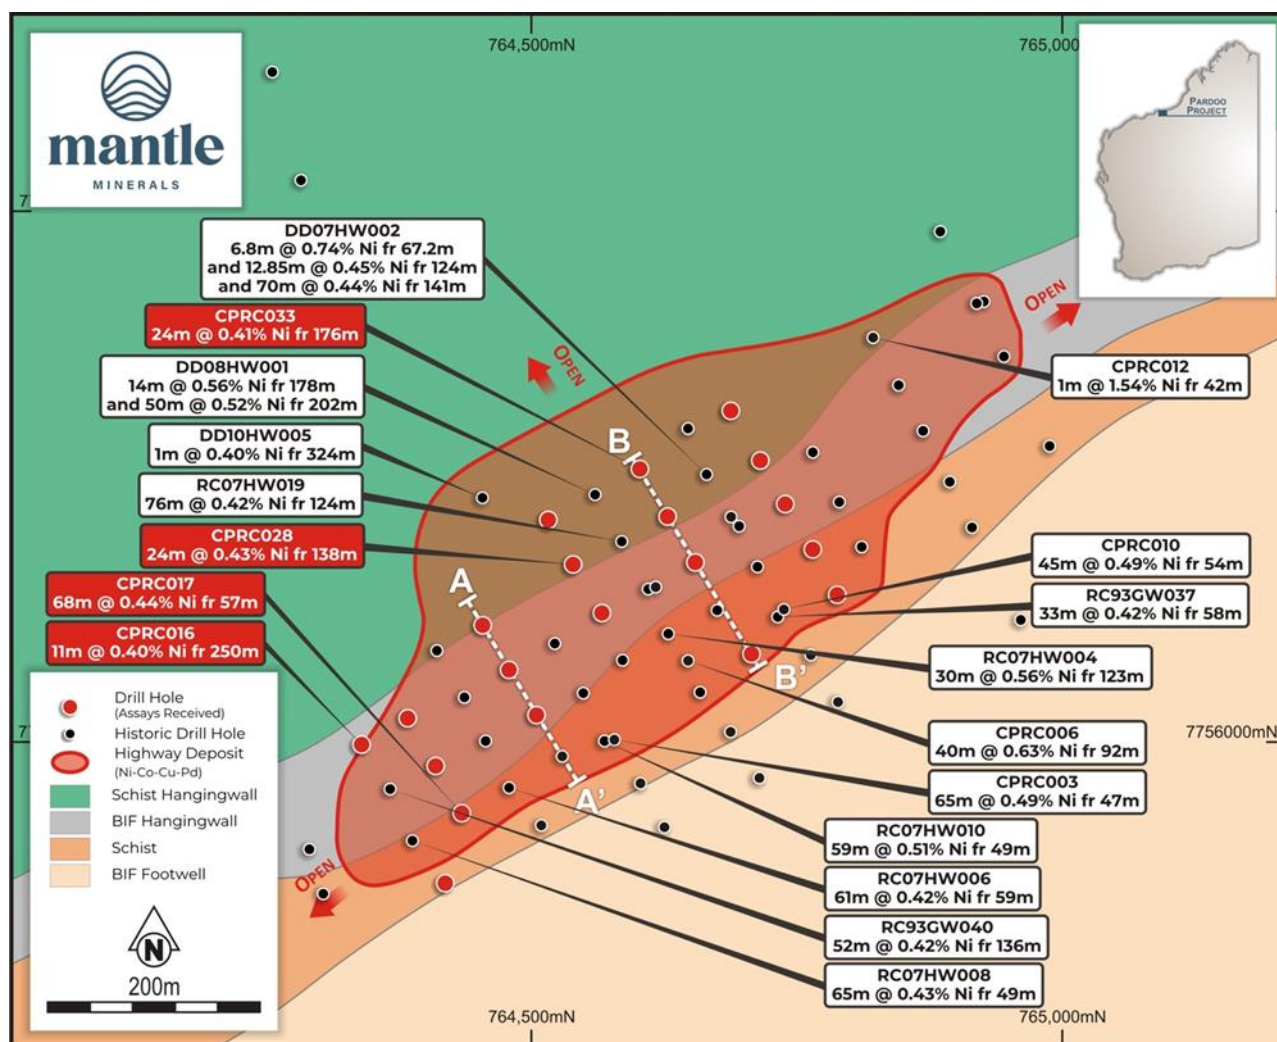 764,500mN
765,000
mantle
MINERALS
PARDOO
PROJECT
77
DD07HW002
6.8m @ 0.74% Ni fr 67.2m
and 12.85m @ 0.45% Ni fr 124m
and 70m @ 0.44% Ni fr 141m
OPEN
CPRC033
24m @ 0.41% Ni fr 176m
OPEN
DD08HW001
14m @ 0.56% Ni fr 178m
and 50m @ 0.52% Ni fr 202m
CPRC012
1m @ 1.54% Ni fr 42m
DD10HW005
1m @ 0.40% Ni fr 324m
B
RC07HW019
76m @ 0.42% Ni fr 124m
CPRC028
24m @ 0.43% Ni fr 138m
CPRC010
45m @ 0.49% Ni fr 54m
CPRC017
68m @ 0.44% Ni fr 57m
A
RC93GW037
33m @ 0.42% Ni fr 58m
CPRC016
11m @ 0.40% Ni fr 250m
RC07HW004
30m @ 0.56% Ni fr 123m
B'
Drill Hole
(Assays Received)
Historic Drill Hole
Highway Deposit
(Ni-Co-Cu-Pd)
Schist Hangingwall
BIF Hangingwall
Schist
BIF Footwell
N
200m
77
7756000mN
CPRC006
40m @ 0.63% Ni fr 92m
CPRC003
65m @ 0.49% Ni fr 47m
A'
RC07HW010
59m @ 0.51% Ni fr 49m
RC07HW006
61m @ 0.42% Ni fr 59m
OPEN
RC93GW040
52m @ 0.42% Ni fr 136m
RC07HW008
65m @ 0.43% Ni fr 49m
764,500mN
765,000mN